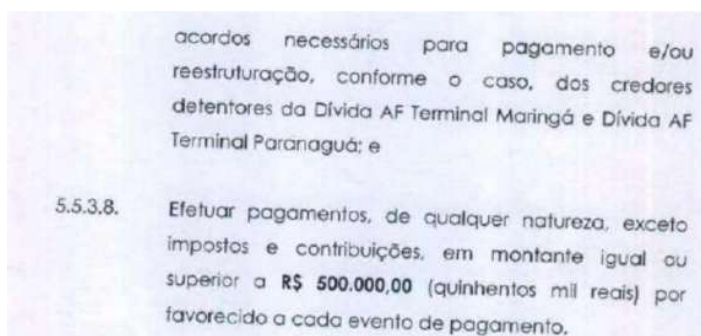 acordos necessários para pagamento e/ou
reestruturação, conforme o caso, dos credores
detentores da Dívida AF Terminal Maringá e Dívida AF
Terminal Paranaguá; e
5.5.3.8. Efetuar pagamentos, de qualquer natureza, exceto
impostos e contribuições, em montante igual ou
superior a R$ 500.000,00 (quinhentos mil reais) por
favorecido a cada evento de pagamento.